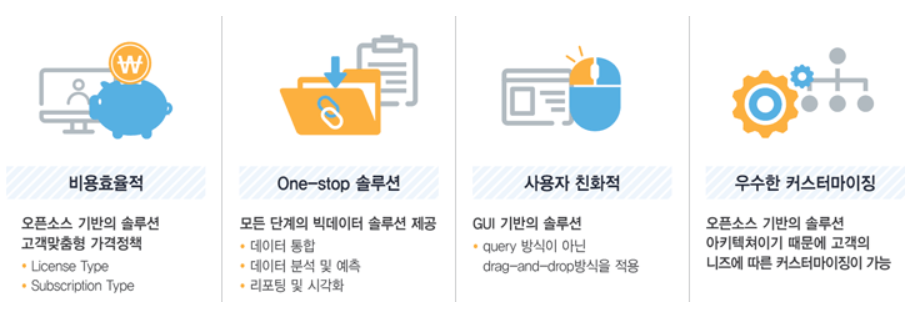 ₩
비용효율적
오픈소스 기반의 솔루션
고객맞춤형 가격정책
• License Type
• Subscription Type
One-stop 솔루션
모든 단계의 빅데이터 솔루션 제공
• 데이터 통합
• 데이터 분석 및 예측
• 리포팅 및 시각화
사용자 친화적
GUI 기반의 솔루션
• query 방식이 아닌
drag-and-drop방식을 적용
우수한 커스터마이징
오픈소스 기반의 솔루션
아키텍쳐이기 때문에 고객의
니즈에 따른 커스터마이징이 가능